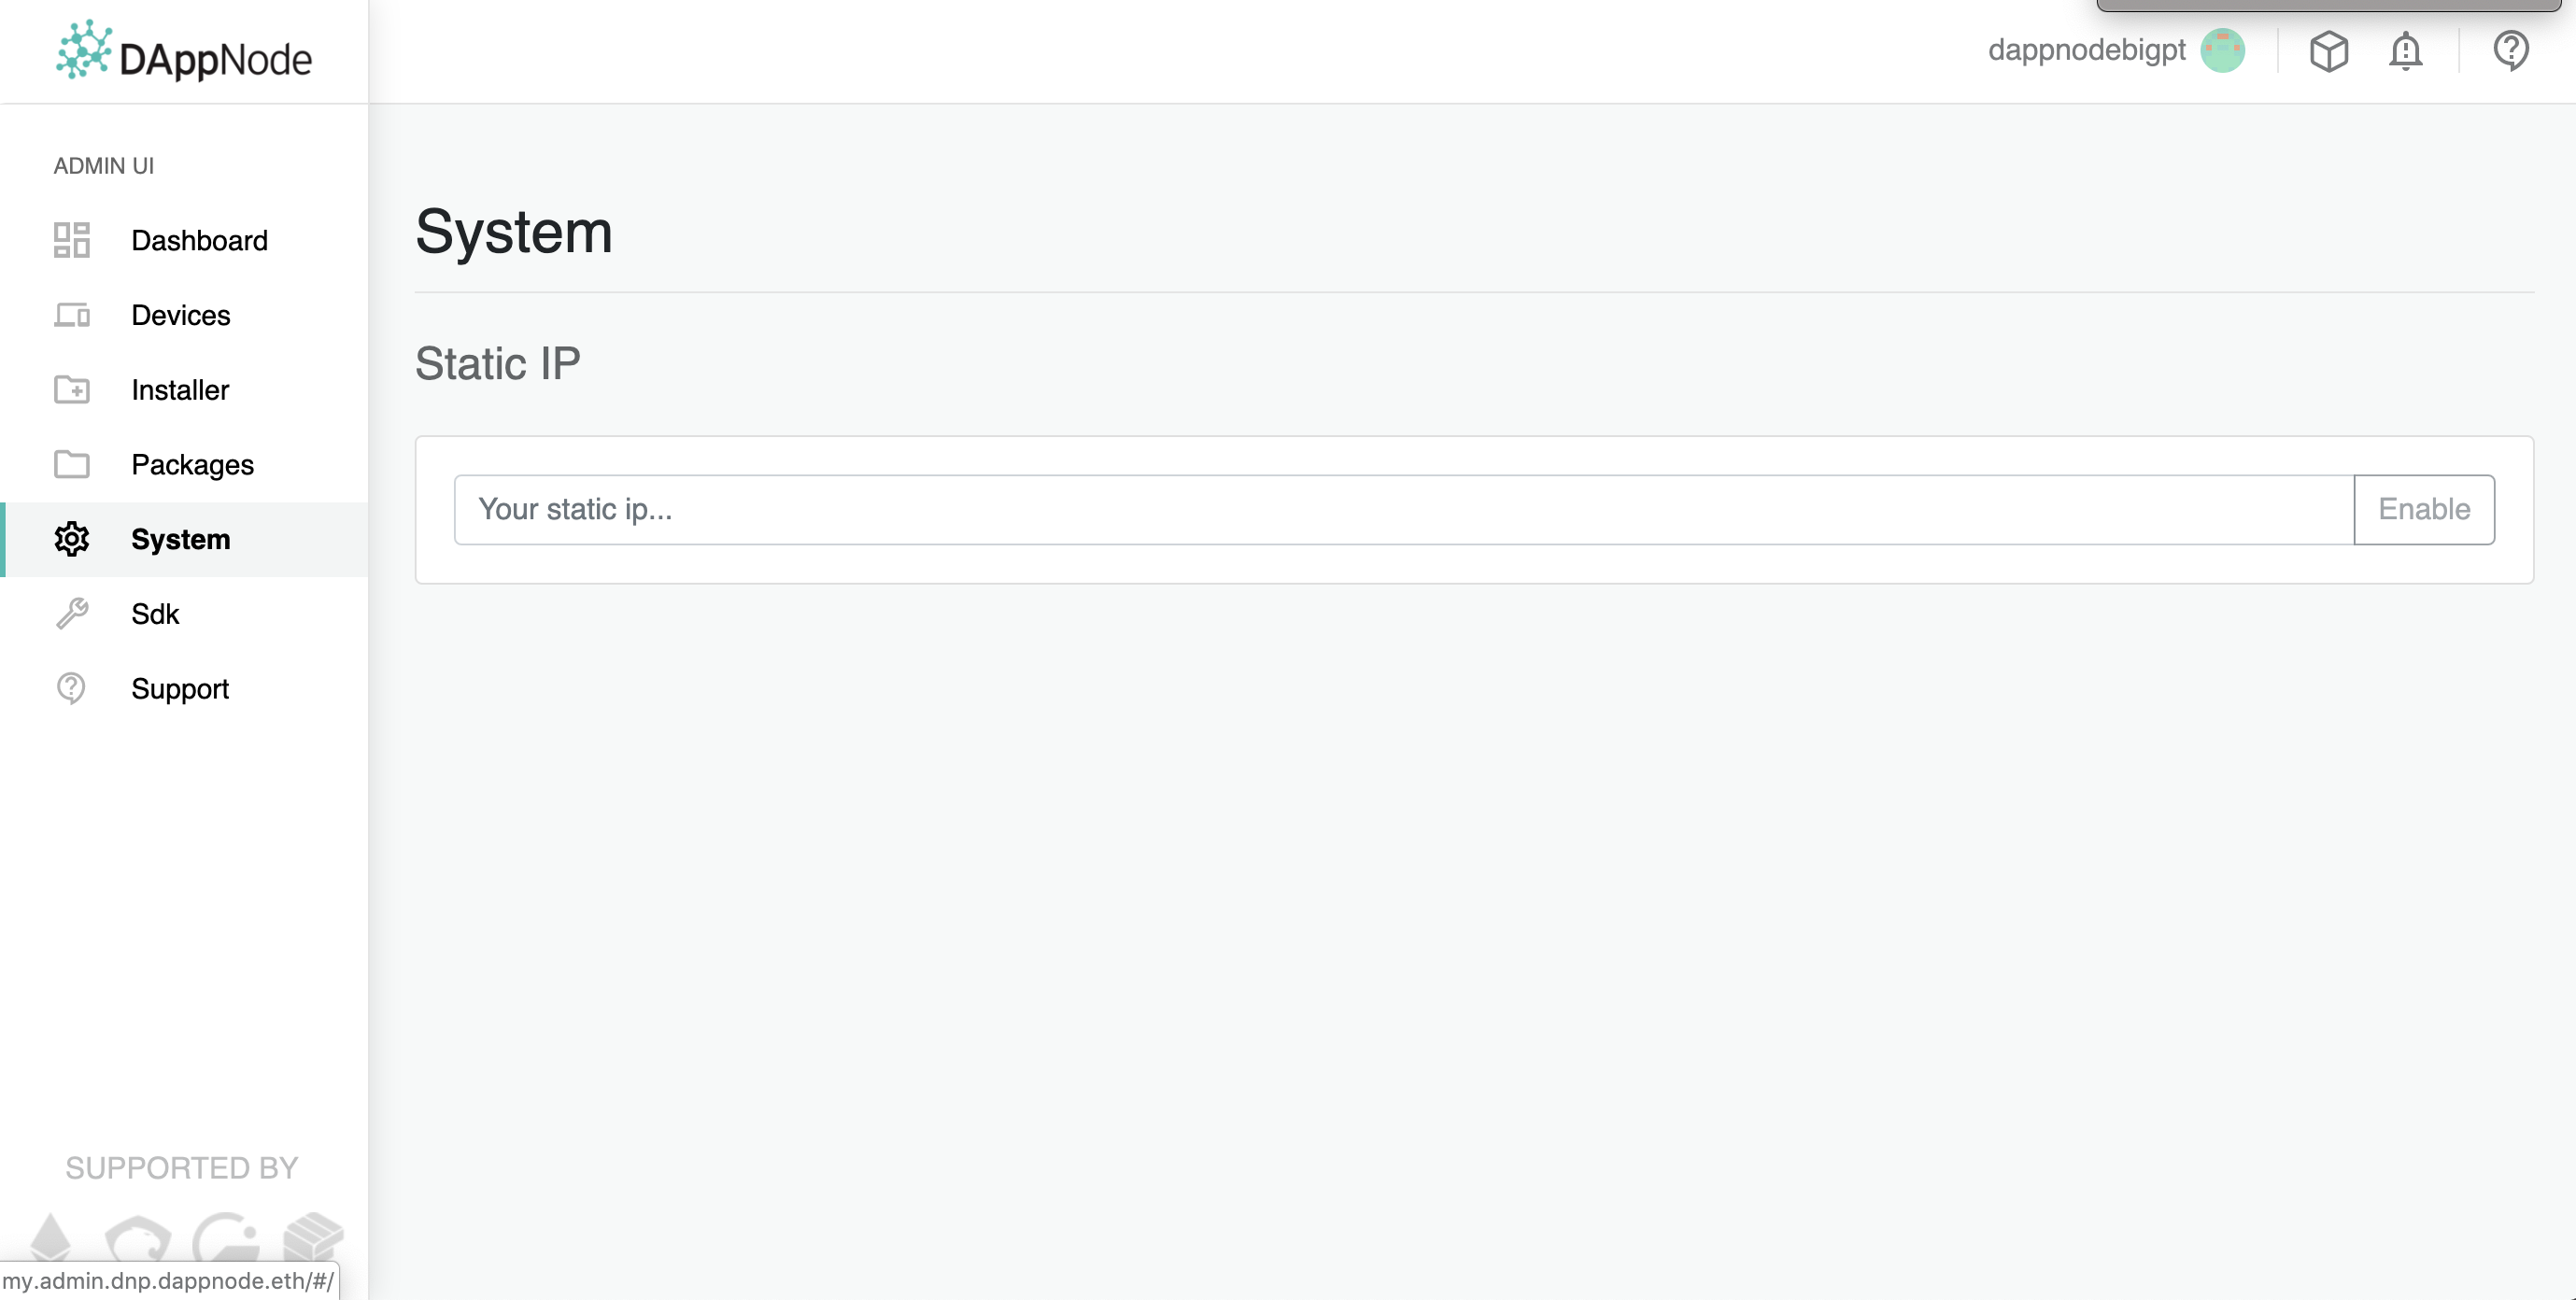 DAppNode
dappnodebigpt
ADMIN UI
Dashboard
Devices
Installer
Packages
System
Sdk
Support
SUPPORTED BY
my.admin.dnp.dappnode.eth/#/
System
Static IP
Your static ip...
Enable